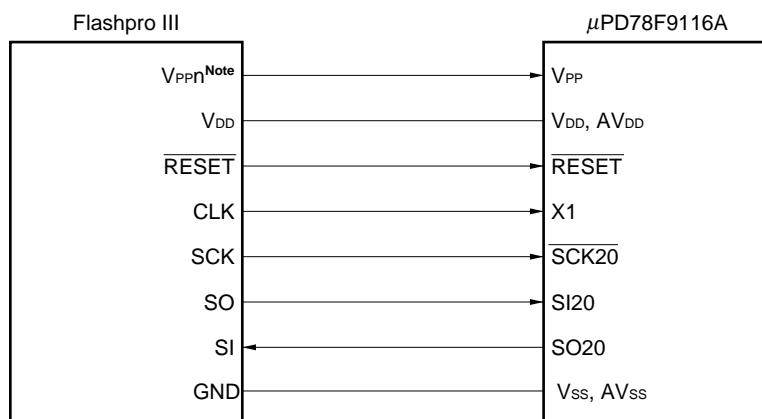 Flashpro III μPD78F9116A
VPPnNote VPP
VDD VDD, AVDD
RESET RESET
CLK X1
SCK SCK20
SO SI20
SI SO20
GND VSS, AVSS